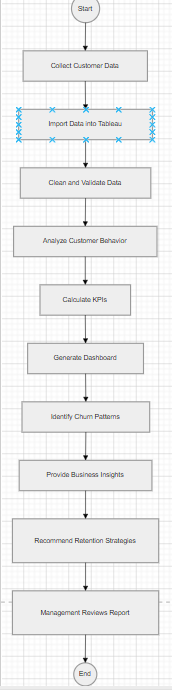 Start
Collect Customer Data
Import Data into Tableau
Clean and Validate Data
Analyze Customer Behavior
Calculate KPIs
Generate Dashboard
Identify Churn Patterns
Provide Business Insights
Recommend Retention Strategies
Management Reviews Report
End